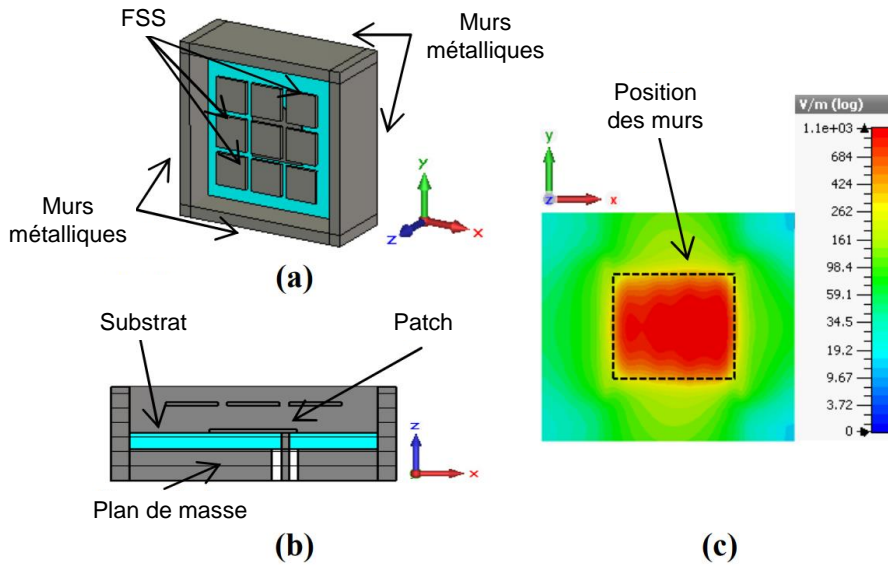 FSS
Murs
métalliques
Murs
métalliques
y
x
z
(a)
Substrat
Patch
z
x
Plan de masse
(b)
Position
des murs
y
z
x
V/m (log)
1.1e+03
684
424
262
161
98.4
59.1
34.5
19.2
9.67
3.72
0
(c)